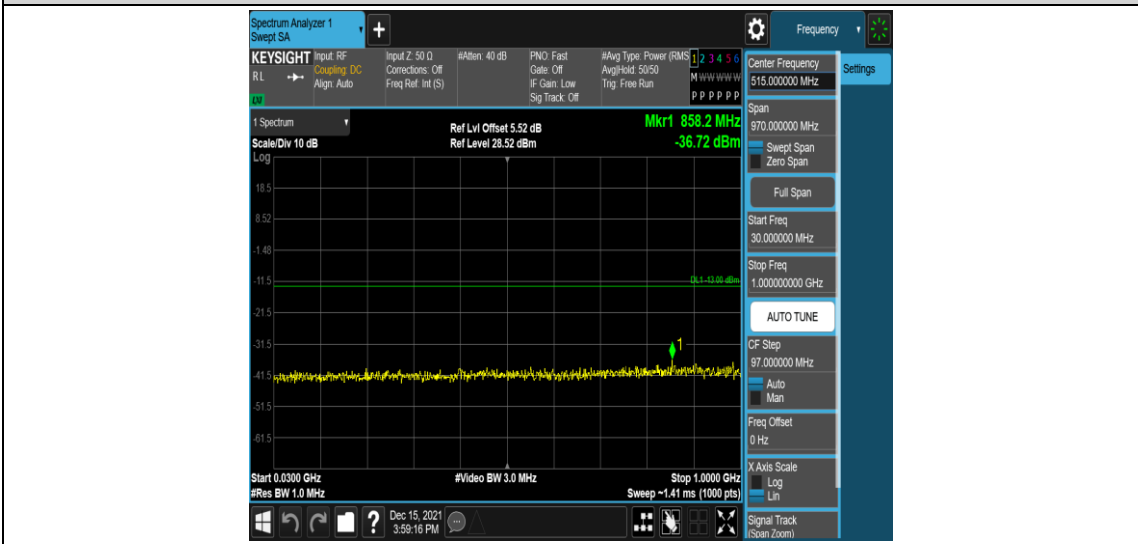 Spectrum Analyzer 1
Swept SA
+
Frequency
KEYSIGHT
R L
LXI
Input: RF
Coupling: DC
Align: Auto
Input Z: 50 Ω
Corrections: Off
Freq Ref: Int (S)
#Atten: 40 dB
PNO: Fast
Gate: Off
IF Gain: Low
Sig Track: Off
#Avg Type: Power (RMS
Avg|Hold: 50/50
Trig: Free Run
1 2 3 4 5 6
M W W W W W
P P P P P P
Center Frequency
515.000000 MHz
Settings
1 Spectrum
Scale/Div 10 dB
Log
Ref Lvl Offset 5.52 dB
Ref Level 28.52 dBm
Mkr1 858.2 MHz
-36.72 dBm
18.5
8.52
-1.48
-11.5
-21.5
-31.5
-41.5
-51.5
-61.5
DL1 -13.00 dBm
1
Start 0.0300 GHz
#Res BW 1.0 MHz
#Video BW 3.0 MHz
Stop 1.0000 GHz
Sweep ~1.41 ms (1000 pts)
Span
970.000000 MHz
Swept Span
Zero Span
Full Span
Start Freq
30.000000 MHz
Stop Freq
1.000000000 GHz
AUTO TUNE
CF Step
97.000000 MHz
Auto
Man
Freq Offset
0 Hz
X Axis Scale
Log
Lin
Signal Track
(Span Zoom)
?
Dec 15, 2021
3:59:16 PM